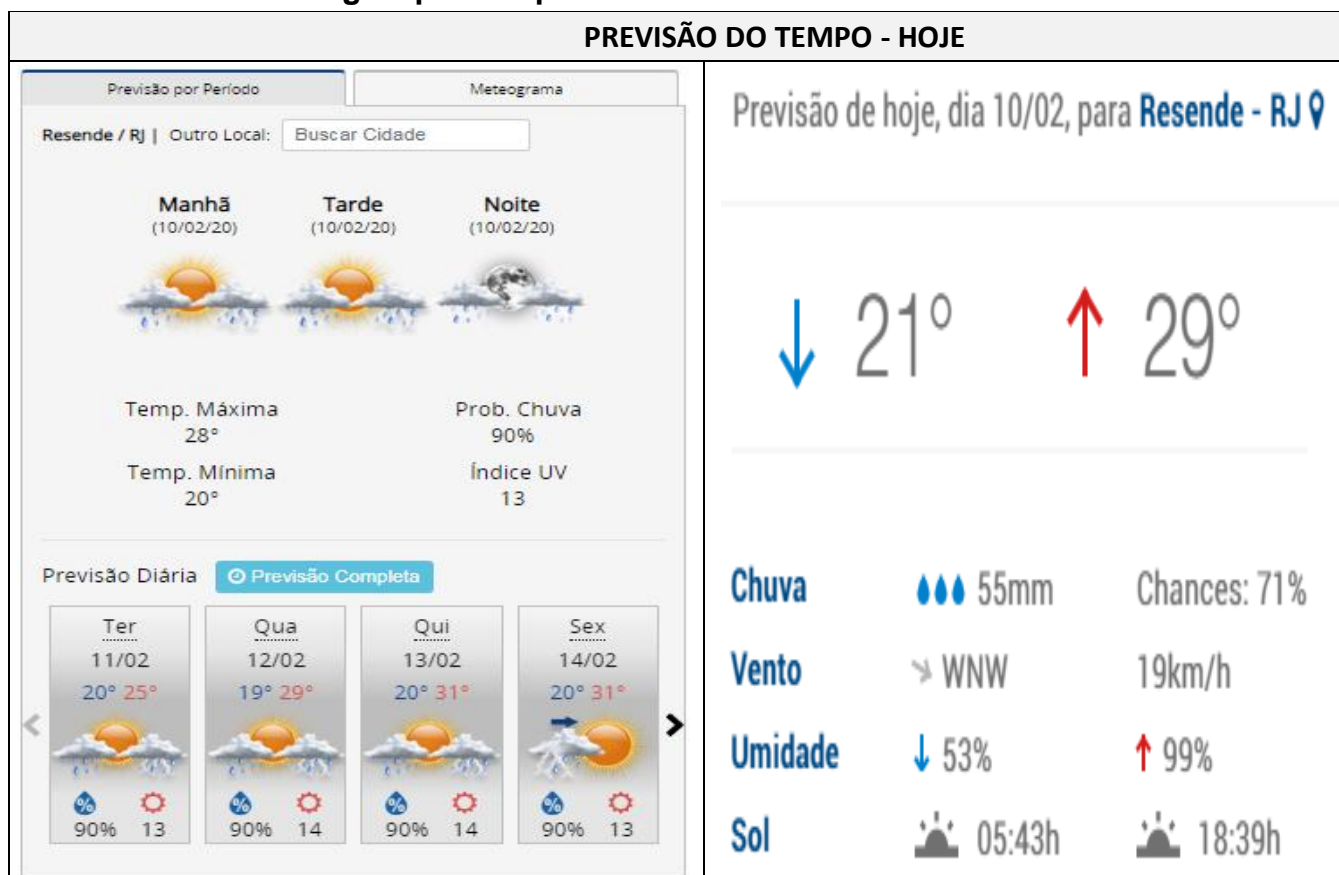 PREVISÃO DO TEMPO - HOJE
Previsão por Período
Meteograma
Resende / RJ | Outro Local: Buscar Cidade
Manhã Tarde Noite
(10/02/20) (10/02/20) (10/02/20)
Temp. Máxima Prob. Chuva
28° 90%
Temp. Mínima Índice UV
20° 13
Previsão Diária Previsão Completa
Ter Qua Qui Sex
11/02 12/02 13/02 14/02
20° 25° 19° 29° 20° 31° 20° 31°
% % % %
90% 13 90% 14 90% 14 90% 13
Previsão de hoje, dia 10/02, para Resende - RJ
↓ 21° ↑ 29°
Chuva 55mm Chances: 71%
Vento WNW 19km/h
Umidade ↓ 53% ↑ 99%
Sol 05:43h 18:39h